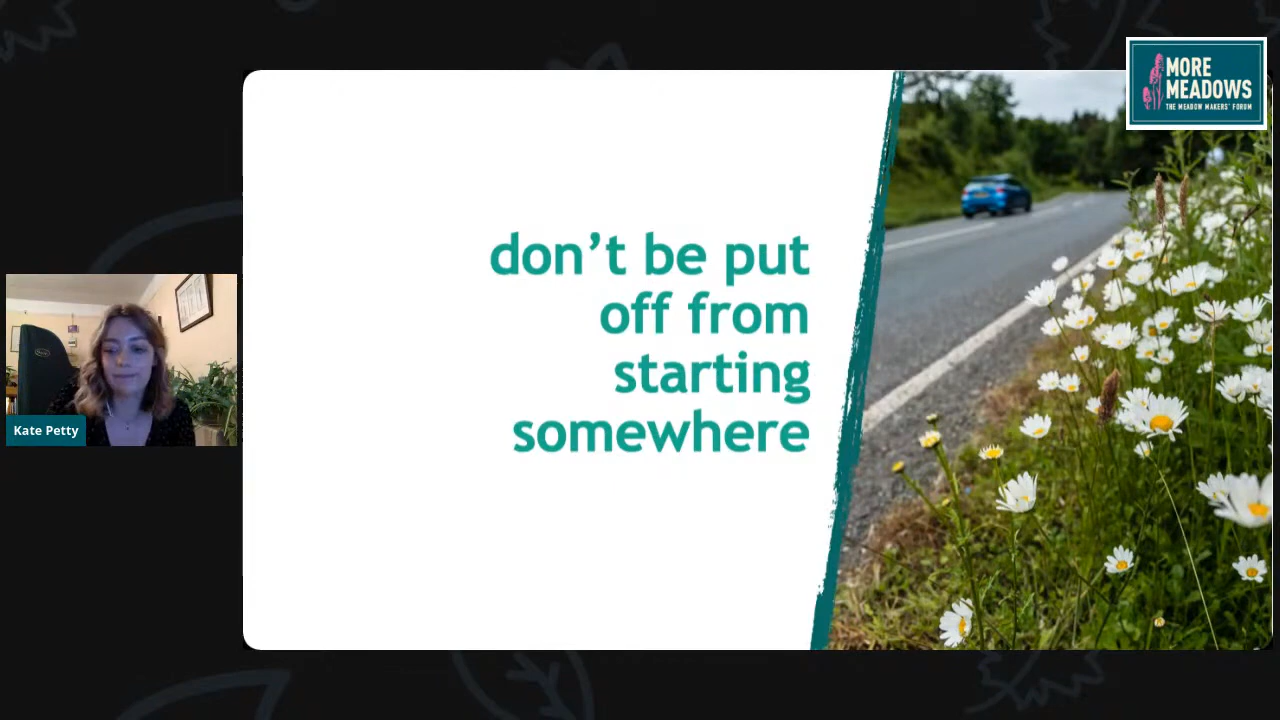 MORE
MEADOWS
THE MEADOW MAKERS' FORUM
don't be put
off from
starting
somewhere
Kate Petty